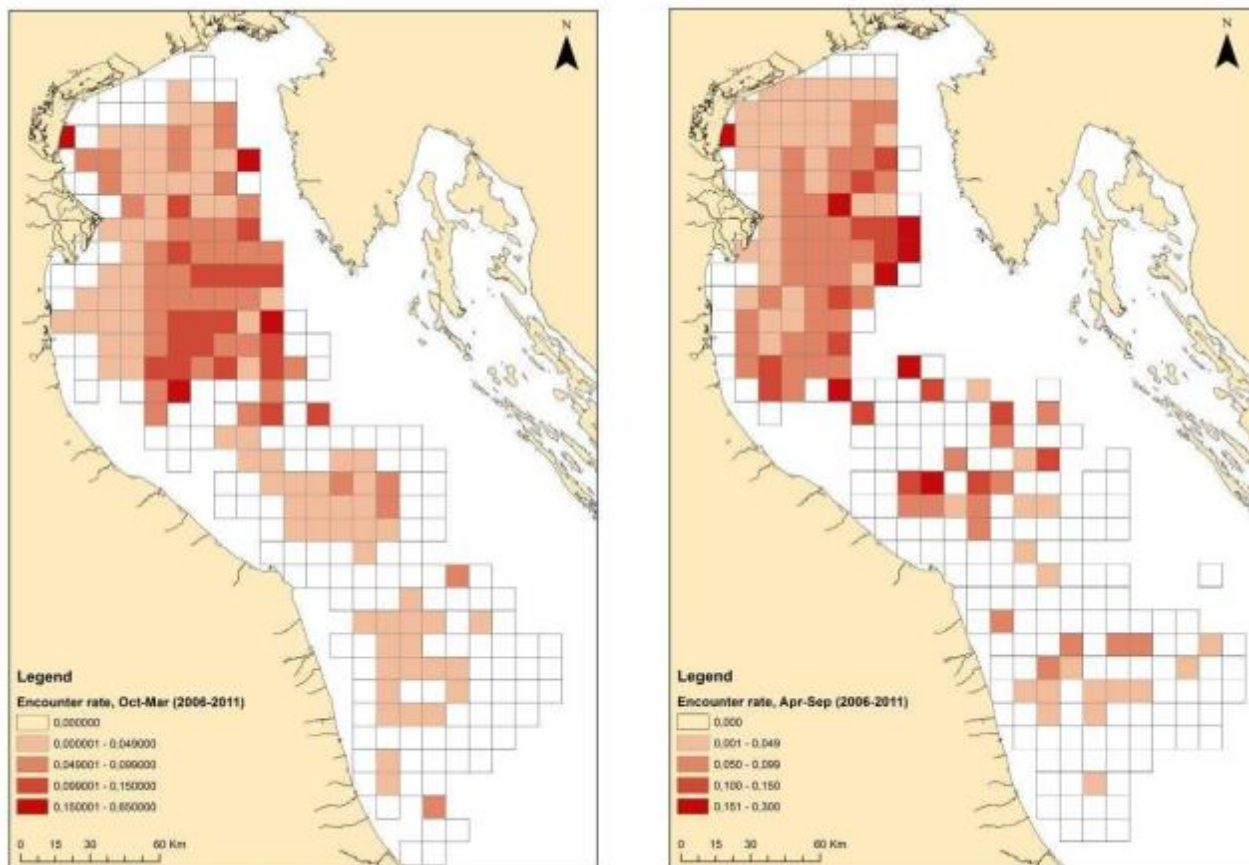 N
Legend
Encounter rate, Oct-Mar (2006-2011)
0,000000
0,000001 - 0,049000
0,049001 - 0,099000
0,099001 - 0,150000
0,150001 - 0,650000
0 15 30 60 Km
N
Legend
Encounter rate, Apr-Sep (2006-2011)
0,000
0,001 - 0,049
0,050 - 0,099
0,100 - 0,150
0,151 - 0,300
0 15 30 60 Km